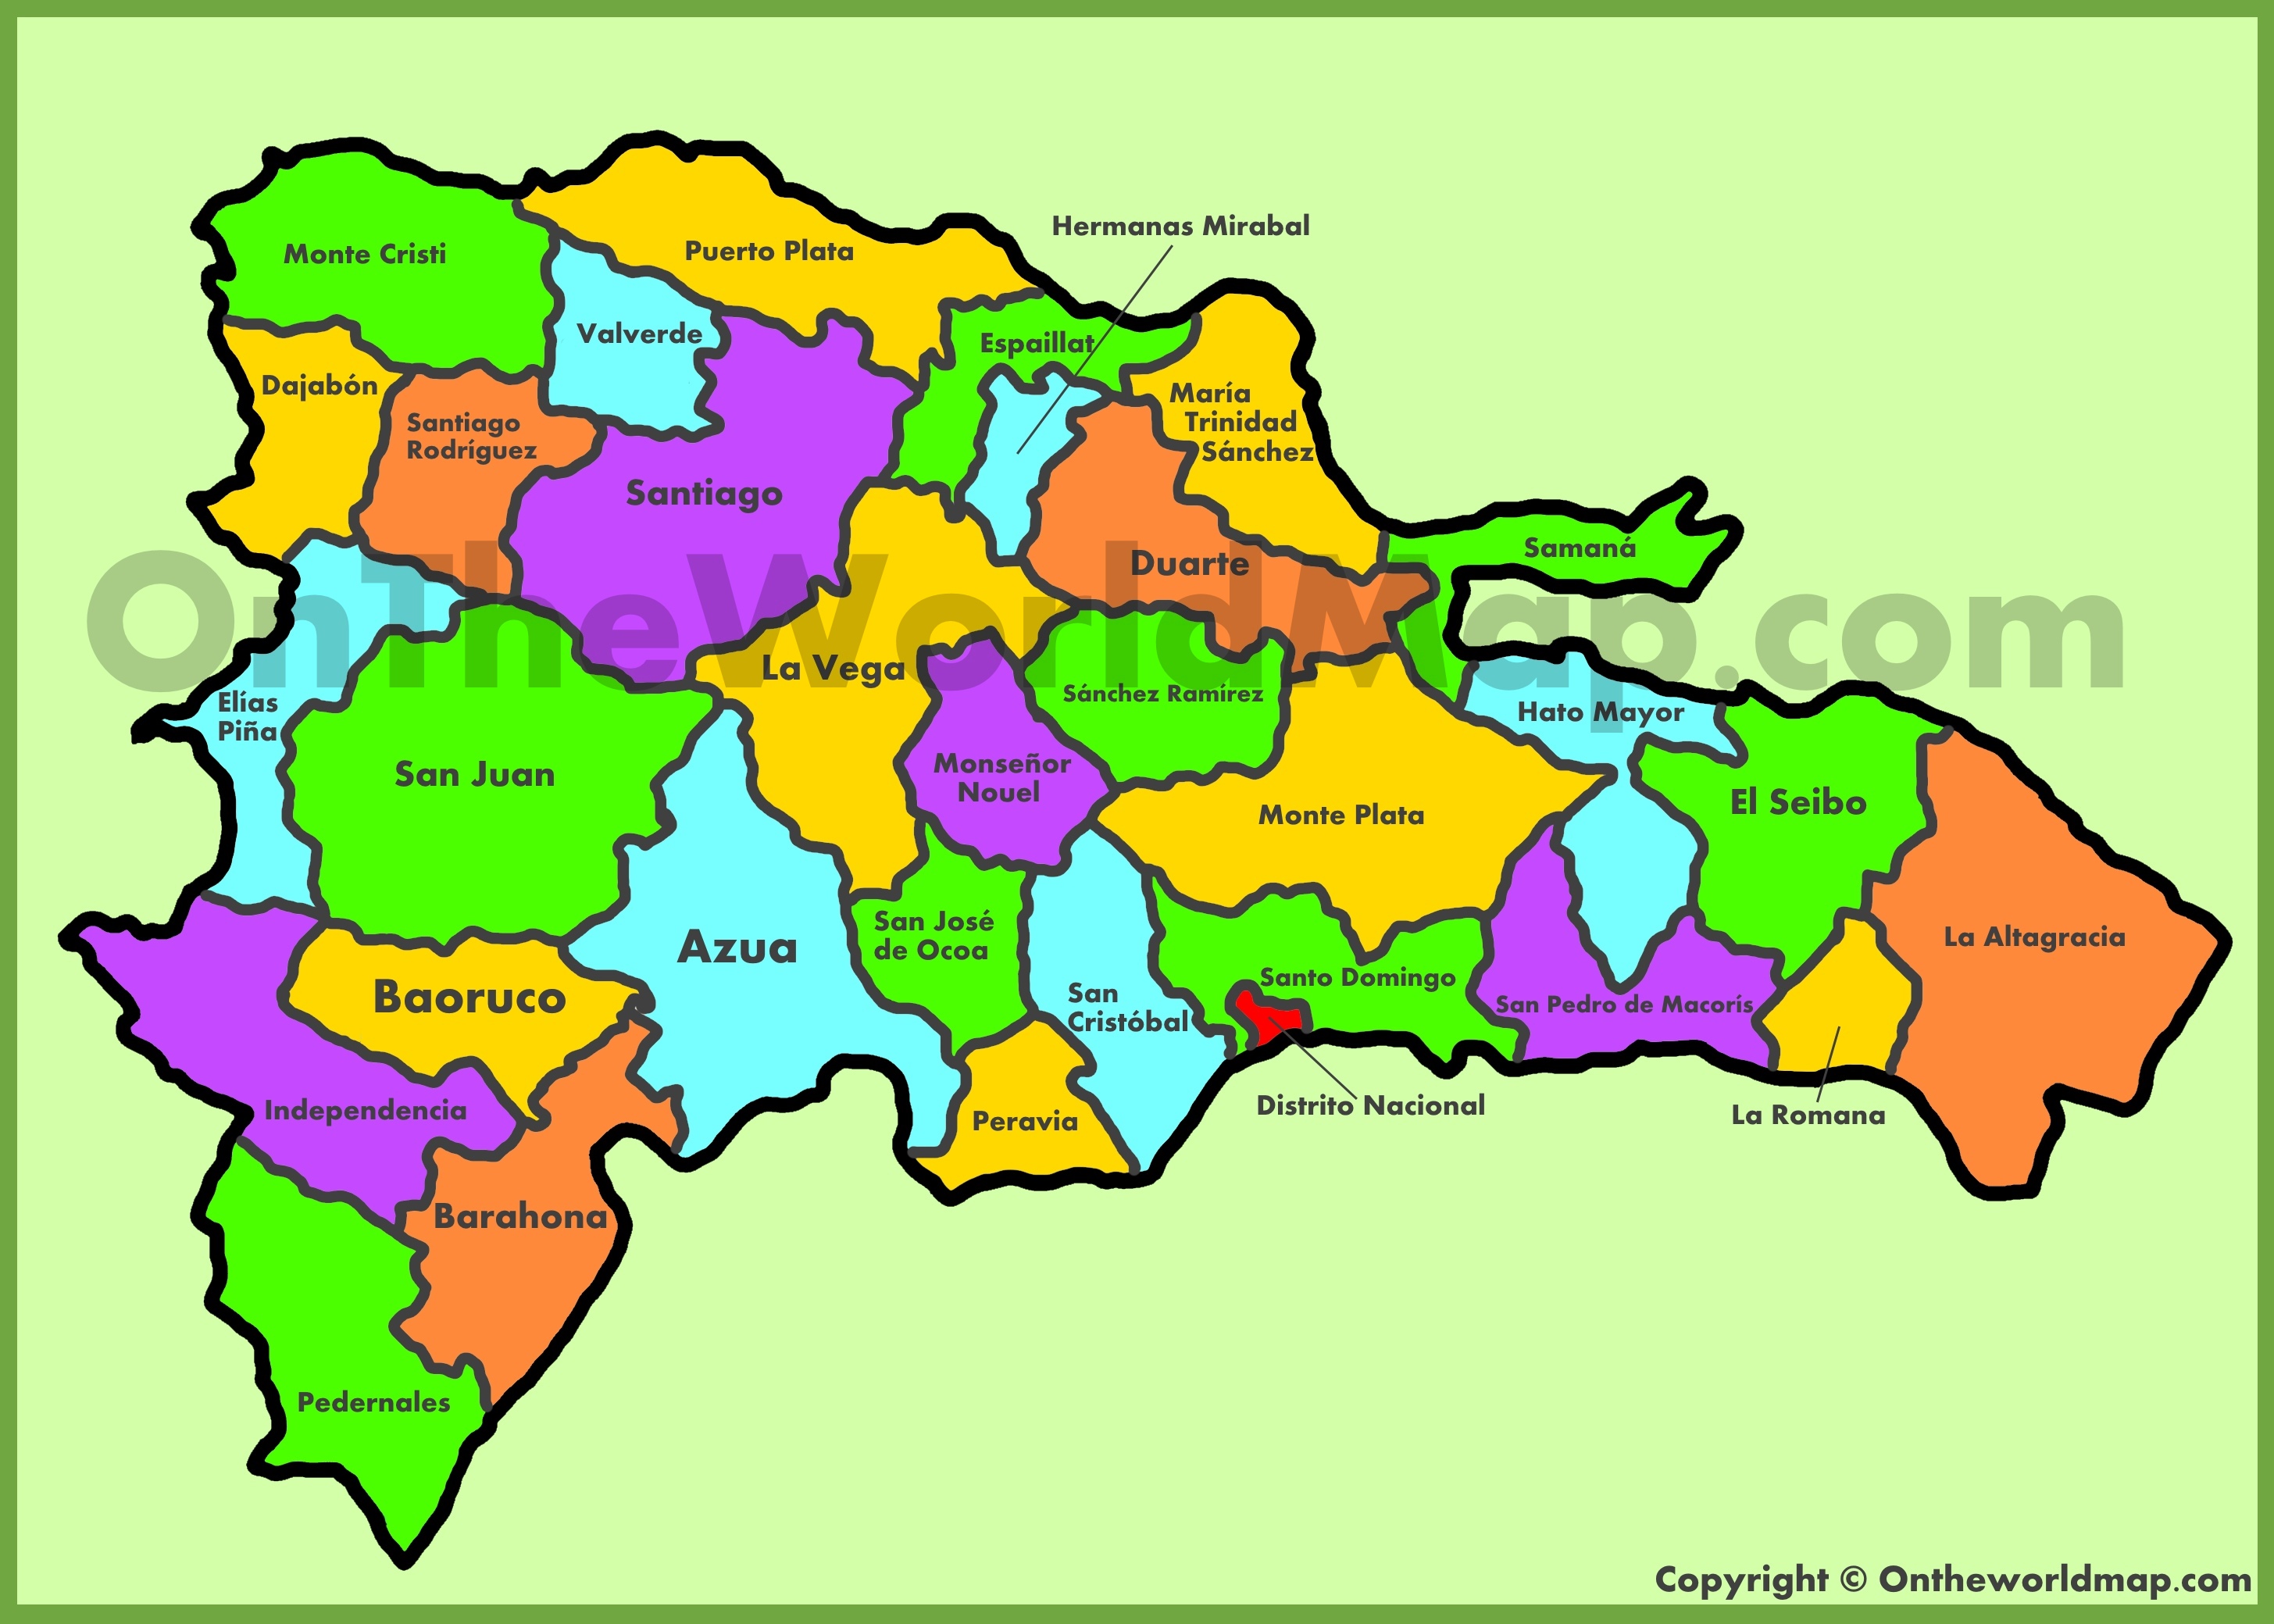 Hermanas Mirabal
Puerto Plata
Monte Cristi
Valverde
Espaillat
Dajabón
María
Trinidad
Sánchez
Santiago
Rodríguez
Santiago
Samaná
Duarte
OnTheWorldMap.com
La Vega
Sánchez Ramírez
Elías
Piña
Hato Mayor
San Juan
Monseñor
Nouel
El Seibo
Monte Plata
San José
de Ocoa
Azua
La Altagracia
Santo Domingo
Baoruco
San
Cristóbal
San Pedro de Macorís
Independencia
Peravia
Distrito Nacional
La Romana
Barahona
Pedernales
Copyright © Ontheworldmap.com